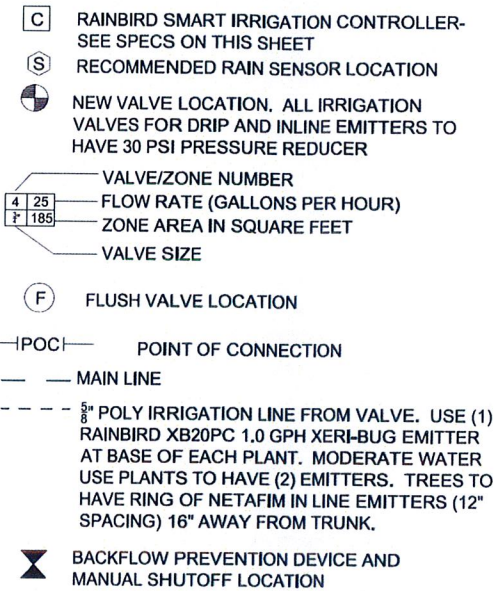 C RAINBIRD SMART IRRIGATION CONTROLLER-
SEE SPECS ON THIS SHEET
S RECOMMENDED RAIN SENSOR LOCATION
NEW VALVE LOCATION. ALL IRRIGATION
VALVES FOR DRIP AND INLINE EMITTERS TO
HAVE 30 PSI PRESSURE REDUCER
VALVE/ZONE NUMBER
4 25 FLOW RATE (GALLONS PER HOUR)
185 ZONE AREA IN SQUARE FEET
VALVE SIZE
F FLUSH VALVE LOCATION
POC POINT OF CONNECTION
MAIN LINE
5/8" POLY IRRIGATION LINE FROM VALVE. USE (1)
RAINBIRD XB20PC 1.0 GPH XERI-BUG EMITTER
AT BASE OF EACH PLANT. MODERATE WATER
USE PLANTS TO HAVE (2) EMITTERS. TREES TO
HAVE RING OF NETAFIM IN LINE EMITTERS (12"
SPACING) 16" AWAY FROM TRUNK.
BACKFLOW PREVENTION DEVICE AND
MANUAL SHUTOFF LOCATION